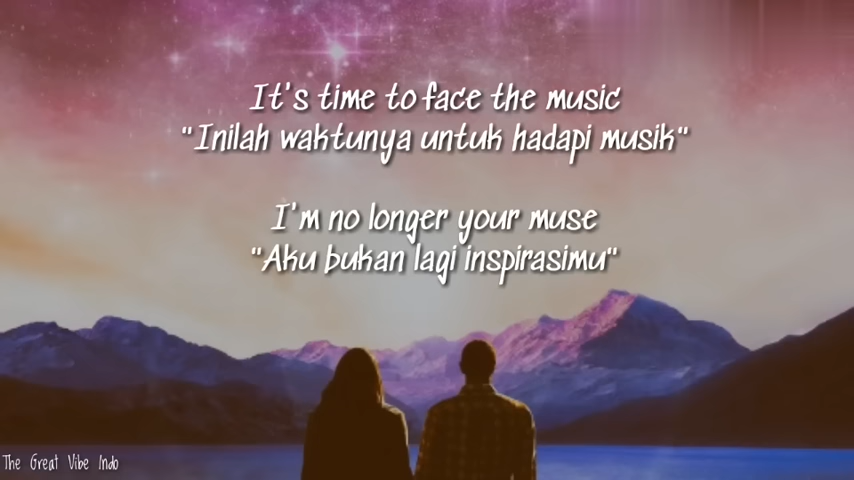 It's time to face the music
"Inilah waktunya untuk hadapi musik"
I'm no longer your muse
"Aku bukan lagi inspirasimu"
The Great Vibe Indo